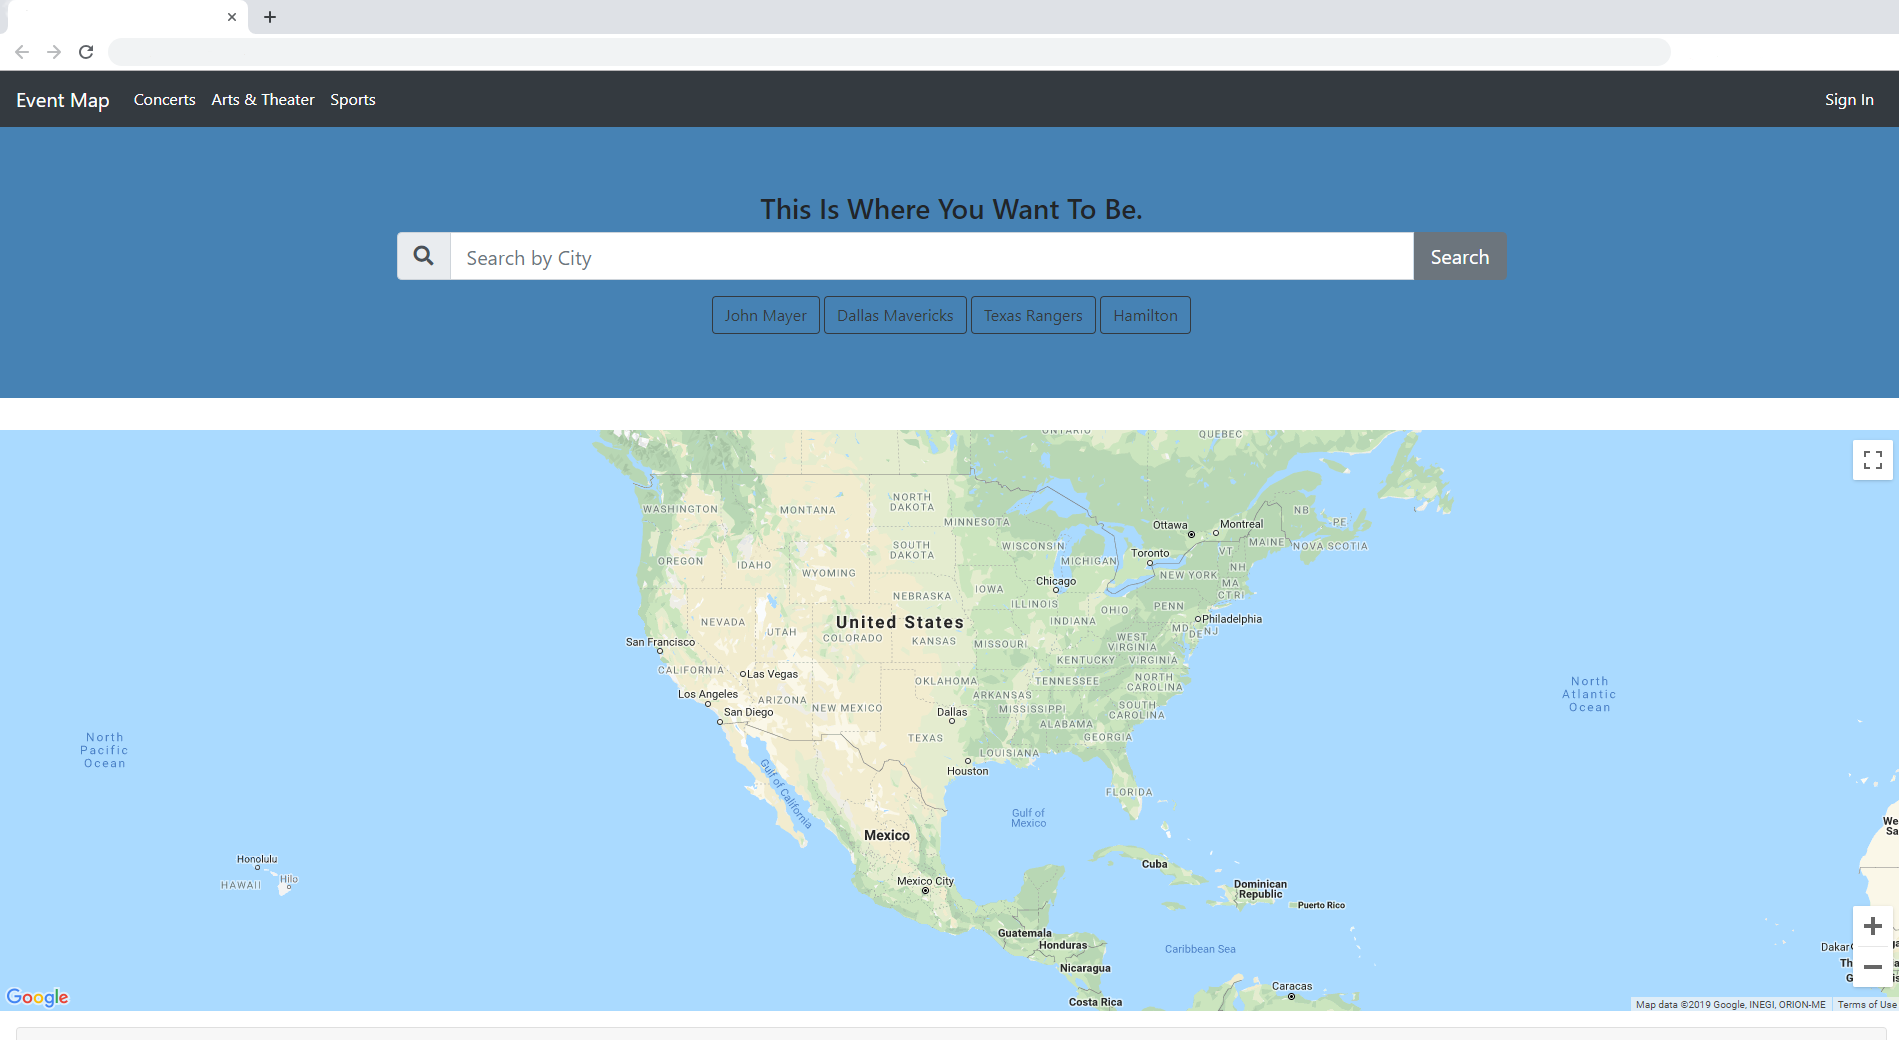 Event Map Concerts Arts & Theater Sports Sign In
This Is Where You Want To Be.
Search by City Search
John Mayer Dallas Mavericks Texas Rangers Hamilton
ONTARIO QUEBEC
WASHINGTON
MONTANA
NORTH
DAKOTA
MINNESOTA
Ottawa
Montreal
NB
PE
MAINE
NOVA SCOTIA
OREGON
IDAHO
WYOMING
SOUTH
DAKOTA
WISCONSIN
MICHIGAN
Toronto
VT
NH
NEW YORK
MA
CT RI
Chicago
NEBRASKA
IOWA
ILLINOIS
INDIANA
OHIO
PENN
Philadelphia
MD
DE NJ
United States
NEVADA
UTAH
COLORADO
KANSAS
MISSOURI
WEST
VIRGINIA
KENTUCKY
VIRGINIA
San Francisco
CALIFORNIA
Las Vegas
Los Angeles
ARIZONA
NEW MEXICO
OKLAHOMA
ARKANSAS
TENNESSEE
NORTH
CAROLINA
San Diego
Dallas
MISSISSIPPI
SOUTH
CAROLINA
ALABAMA
GEORGIA
TEXAS
LOUISIANA
Houston
FLORIDA
North
Pacific
Ocean
North
Atlantic
Ocean
Gulf of California
Gulf of
Mexico
Mexico
Honolulu
HAWAII
Hilo
Mexico City
Cuba
Dominican
Republic
Puerto Rico
Guatemala
Honduras
Caribbean Sea
Nicaragua
Costa Rica
Caracas
We
Sa
Dakar
Th
G
Google
Map data ©2019 Google, INEGI, ORION-ME Terms of Use